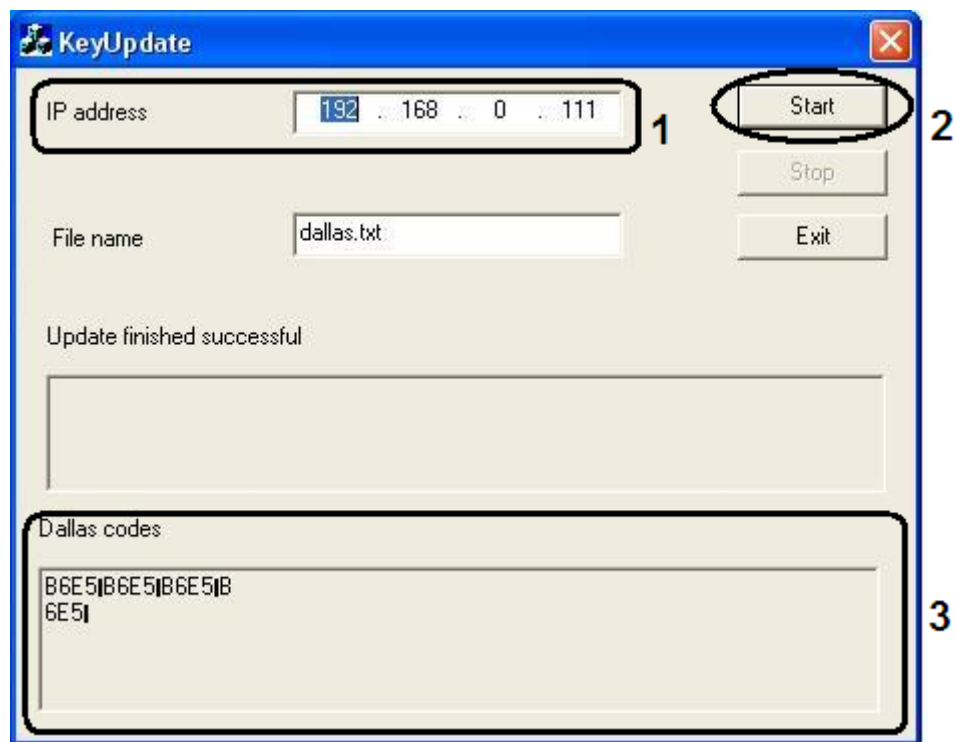 KeyUpdate
IP address 192 . 168 . 0 . 111
1
Start
2
Stop
File name dallas.txt
Exit
Update finished successful
Dallas codes
B6E5|B6E5|B6E5|B
6E5|
3